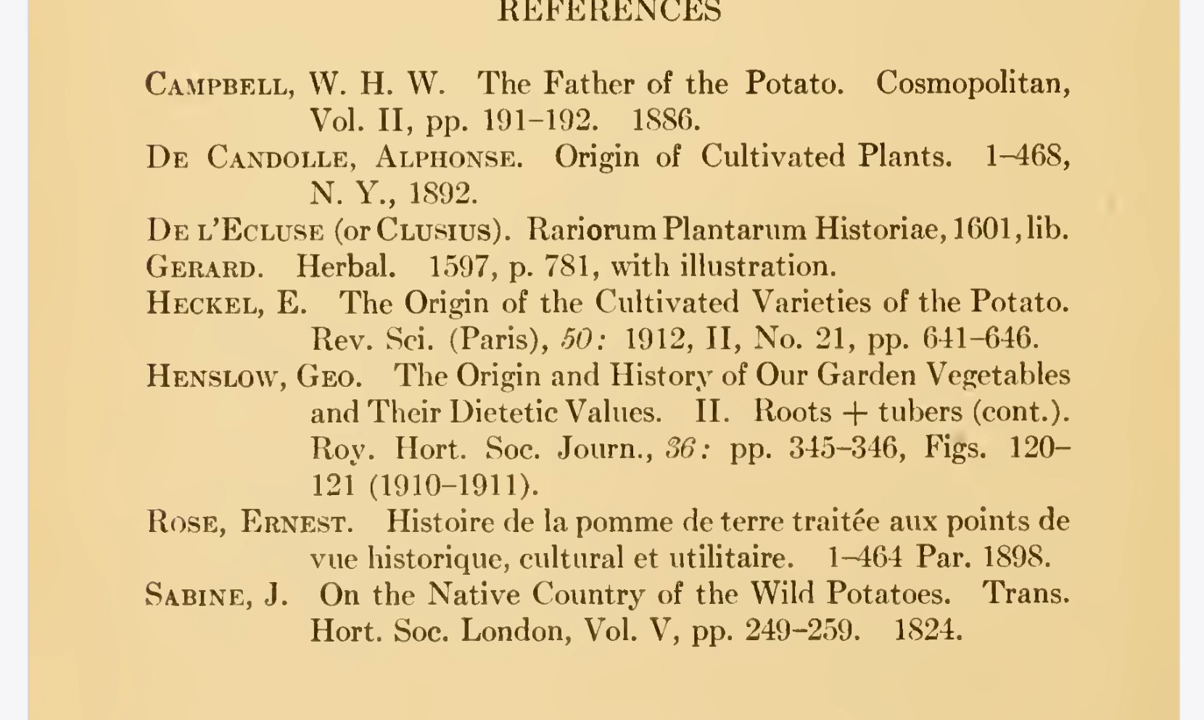 REFERENCES
CAMPBELL, W. H. W. The Father of the Potato. Cosmopolitan,
Vol. II, pp. 191–192. 1886.
DE CANDOLLE, ALPHONSE. Origin of Cultivated Plants. 1–468,
N. Y., 1892.
DE L'ECLUSE (or CLUSIUS). Rariorum Plantarum Historiae, 1601, lib.
GERARD. Herbal. 1597, p. 781, with illustration.
HECKEL, E. The Origin of the Cultivated Varieties of the Potato.
Rev. Sci. (Paris), 50: 1912, II, No. 21, pp. 641–646.
HENSLOW, GEO. The Origin and History of Our Garden Vegetables
and Their Dietetic Values. II. Roots + tubers (cont.).
Roy. Hort. Soc. Journ., 36: pp. 345–346, Figs. 120–
121 (1910–1911).
ROSE, ERNEST. Histoire de la pomme de terre traitée aux points de
vue historique, cultural et utilitaire. 1–464 Par. 1898.
SABINE, J. On the Native Country of the Wild Potatoes. Trans.
Hort. Soc. London, Vol. V, pp. 249–259. 1824.